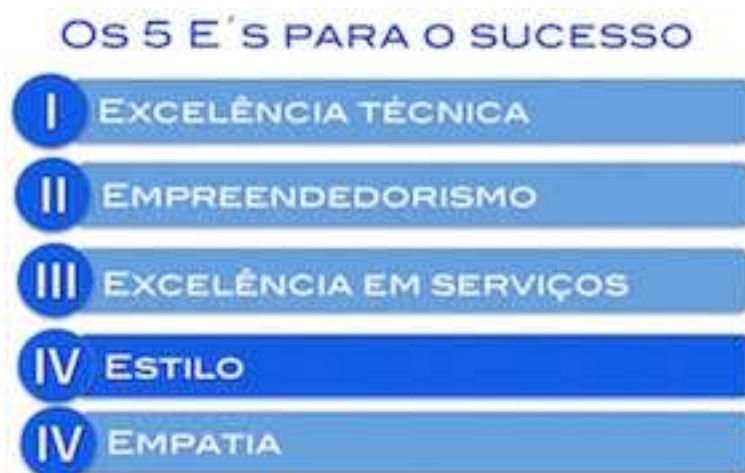 Os 5 E´s para o sucesso
I Excelência técnica
II Empreendedorismo
III Excelência em serviços
IV Estilo
IV Empatia